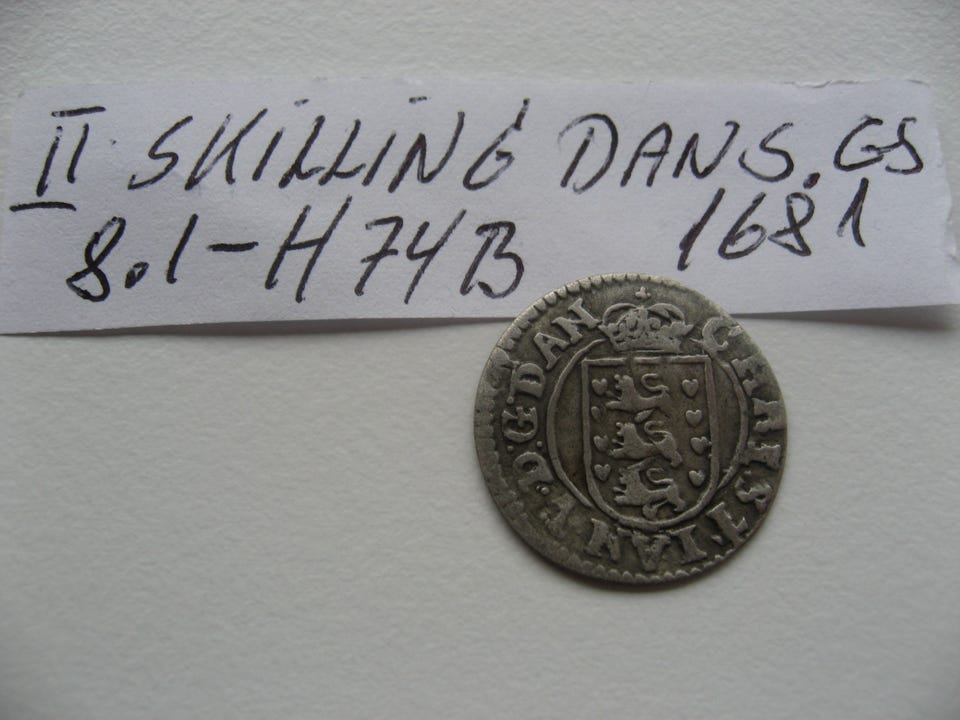 II SKILLING DANS. GS
8.1-H74B 1681
CHRISTIAN V.D.G.DAN